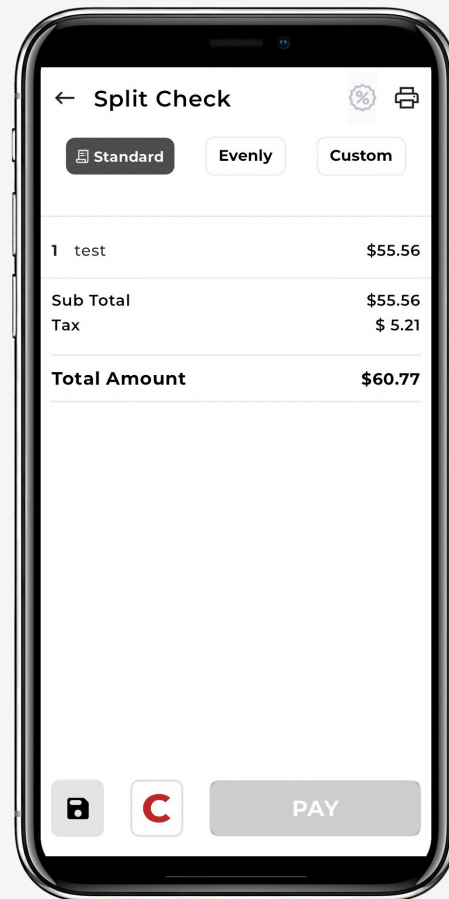 Split Check
Standard Evenly Custom
1 test $55.56
Sub Total $55.56
Tax $ 5.21
Total Amount $60.77
C PAY